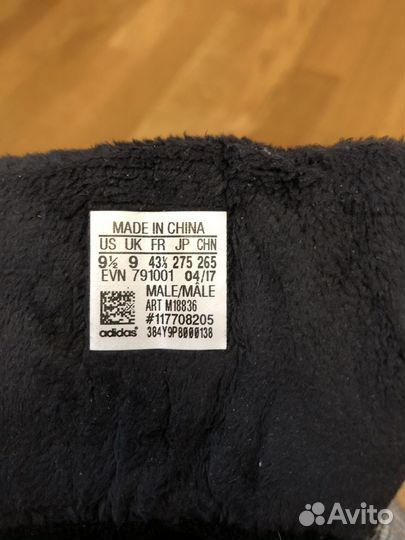 MADE IN CHINA
US UK FR JP CHN
9½ 9 43⅓ 275 265
EVN 791001 04/17
MALE/MÂLE
ART M18836
#117708205
adidas® 384Y9P8000138
Avito